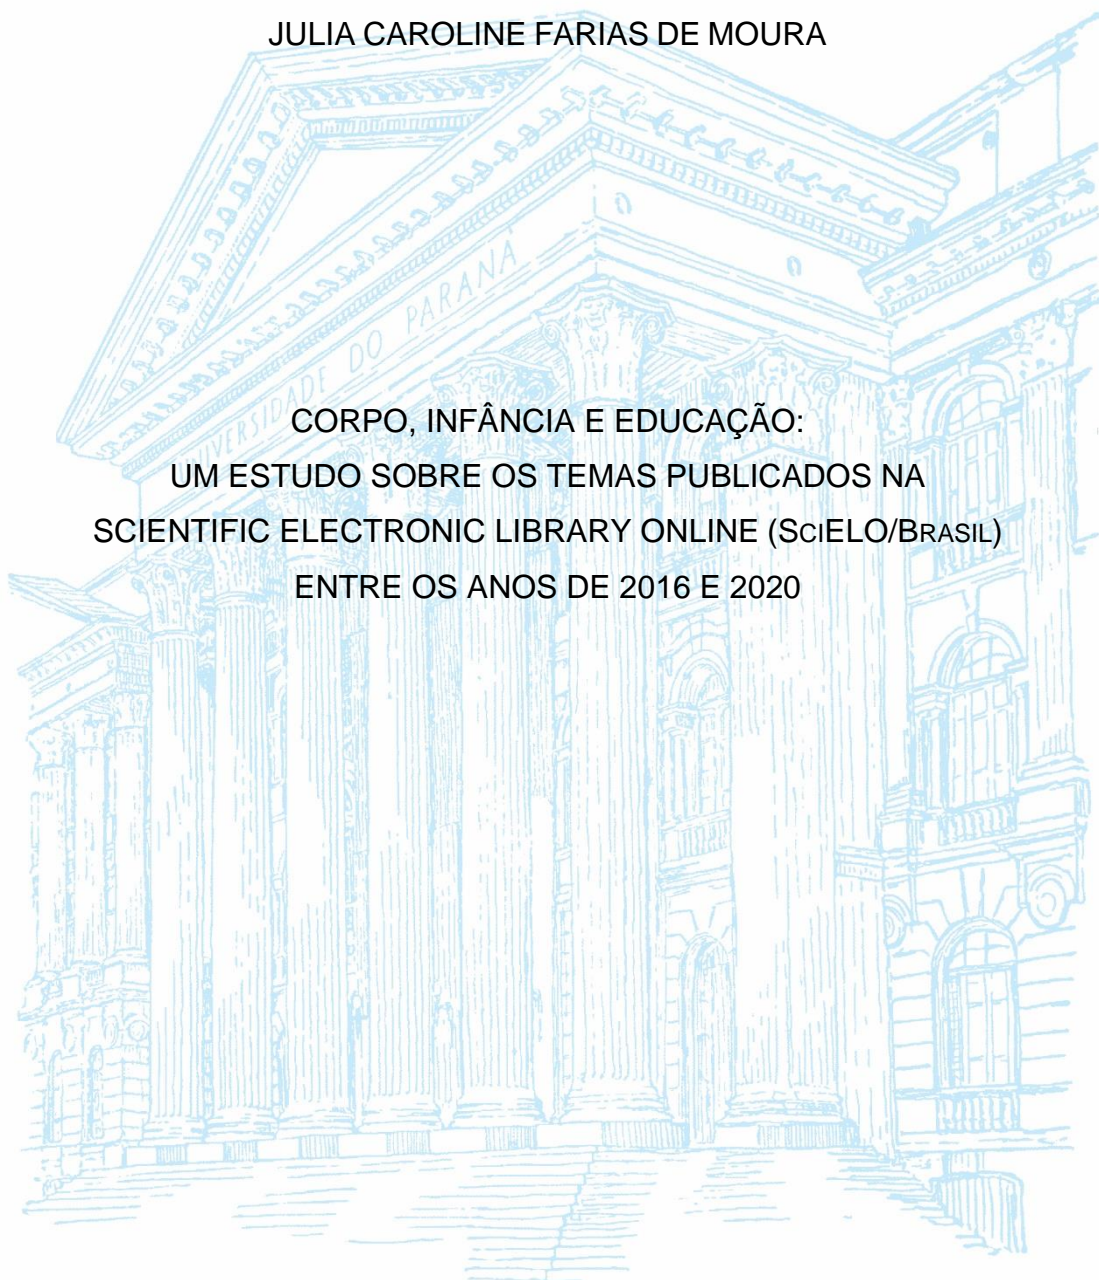 JULIA CAROLINE FARIAS DE MOURA
UNIVERSIDADE DO PARANÁ
CORPO, INFÂNCIA E EDUCAÇÃO:
UM ESTUDO SOBRE OS TEMAS PUBLICADOS NA
SCIENTIFIC ELECTRONIC LIBRARY ONLINE (SCIELO/BRASIL)
ENTRE OS ANOS DE 2016 E 2020